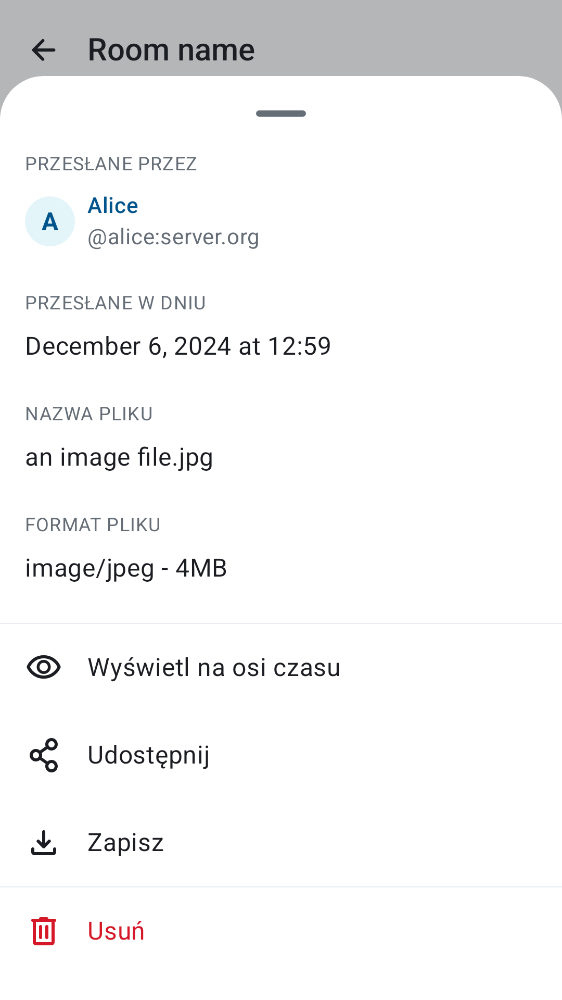 Room name
PRZESŁANE PRZEZ
A
Alice
@alice:server.org
PRZESŁANE W DNIU
December 6, 2024 at 12:59
NAZWA PLIKU
an image file.jpg
FORMAT PLIKU
image/jpeg - 4MB
Wyświetl na osi czasu
Udostępnij
Zapisz
Usuń